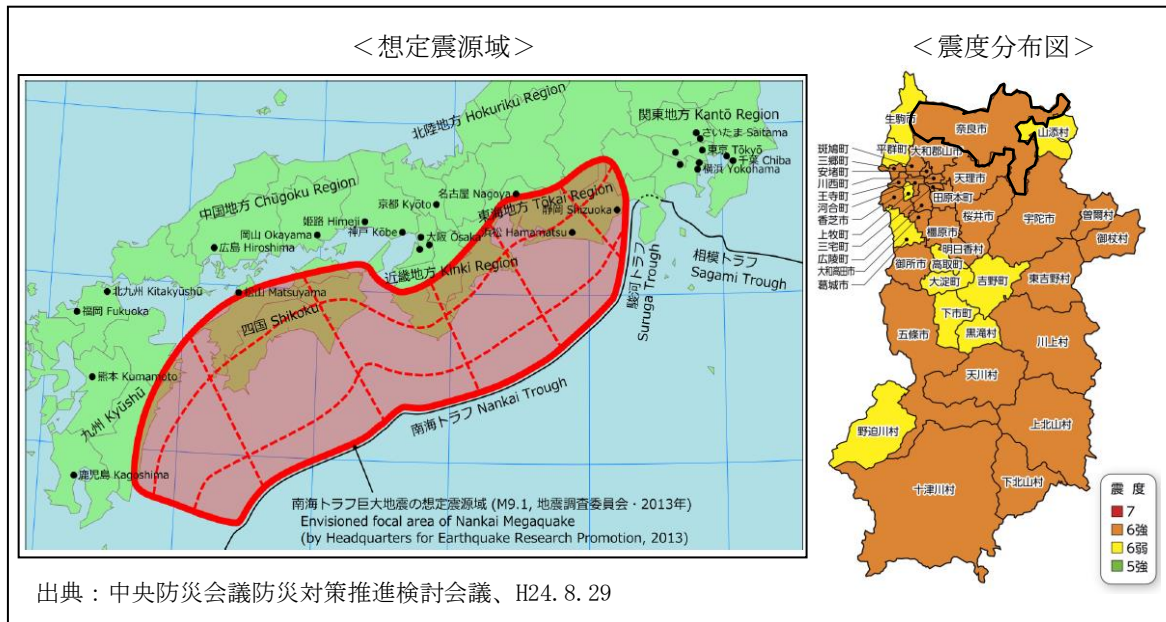 ＜想定震源域＞
＜震度分布図＞
北陸地方 Hokuriku Region
関東地方 Kantō Region
さいたま Saitama
東京 Tōkyō
千葉 Chiba
横浜 Yokohama
中国地方 Chūgoku Region
京都 Kyōto
名古屋 Nagoya
東海地方 Tōkai Region
静岡 Shizuoka
浜松 Hamamatsu
姫路 Himeji
岡山 Okayama
神戸 Kōbe
大阪 Ōsaka
広島 Hiroshima
近畿地方 Kinki Region
北九州 Kitakyūshū
松山 Matsuyama
福岡 Fukuoka
四国 Shikoku
熊本 Kumamoto
九州 Kyūshū
鹿児島 Kagoshima
南海トラフ Nankai Trough
駿河トラフ
Suruga Trough
相模トラフ
Sagami Trough
南海トラフ巨大地震の想定震源域 (M9.1, 地震調査委員会・2013年)
Envisioned focal area of Nankai Megaquake
(by Headquarters for Earthquake Research Promotion, 2013)
生駒市
奈良市
山添村
平群町
大和郡山市
斑鳩町
三郷町
安堵町
川西町
王寺町
河合町
香芝市
上牧町
三宅町
広陵町
大和高田市
葛城市
天理市
田原本町
桜井市
宇陀市
曽爾村
御杖村
橿原市
明日香村
御所市
高取町
大淀町
吉野町
東吉野村
下市町
黒滝村
五條市
川上村
天川村
野迫川村
上北山村
十津川村
下北山村
震 度
7
6強
6弱
5強
出典：中央防災会議防災対策推進検討会議、H24.8.29